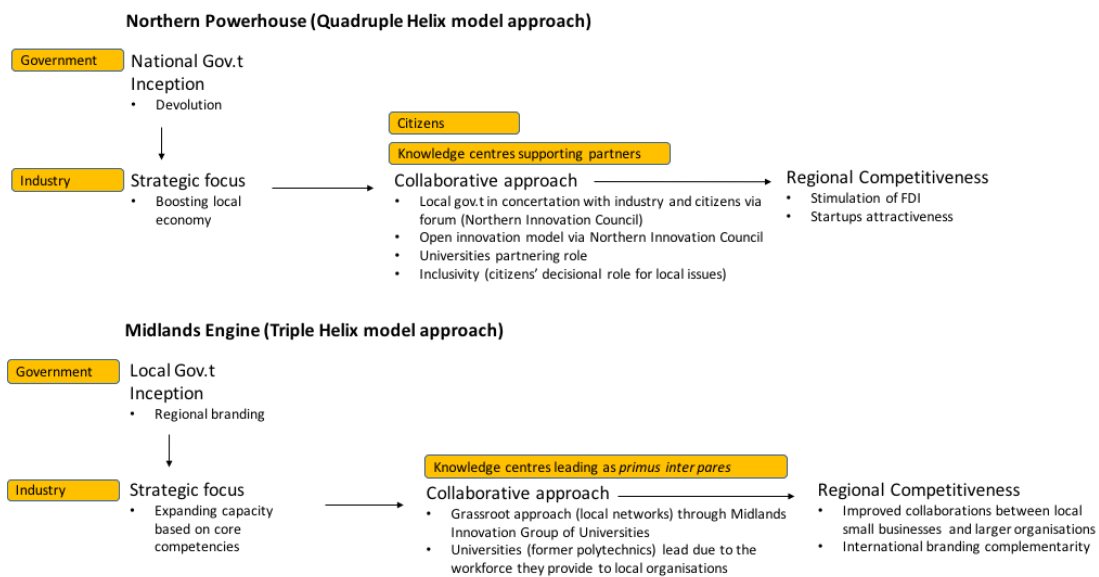 Northern Powerhouse (Quadruple Helix model approach)
Government
National Gov.t
Inception
• Devolution
Citizens
Knowledge centres supporting partners
Industry
Strategic focus
• Boosting local
economy
Collaborative approach
• Local gov.t in concertation with industry and citizens via
forum (Northern Innovation Council)
• Open innovation model via Northern Innovation Council
• Universities partnering role
• Inclusivity (citizens' decisional role for local issues)
Regional Competitiveness
• Stimulation of FDI
• Startups attractiveness
Midlands Engine (Triple Helix model approach)
Government
Local Gov.t
Inception
• Regional branding
Knowledge centres leading as primus inter pares
Industry
Strategic focus
• Expanding capacity
based on core
competencies
Collaborative approach
• Grassroot approach (local networks) through Midlands
Innovation Group of Universities
• Universities (former polytechnics) lead due to the
workforce they provide to local organisations
Regional Competitiveness
• Improved collaborations between local
small businesses and larger organisations
• International branding complementarity